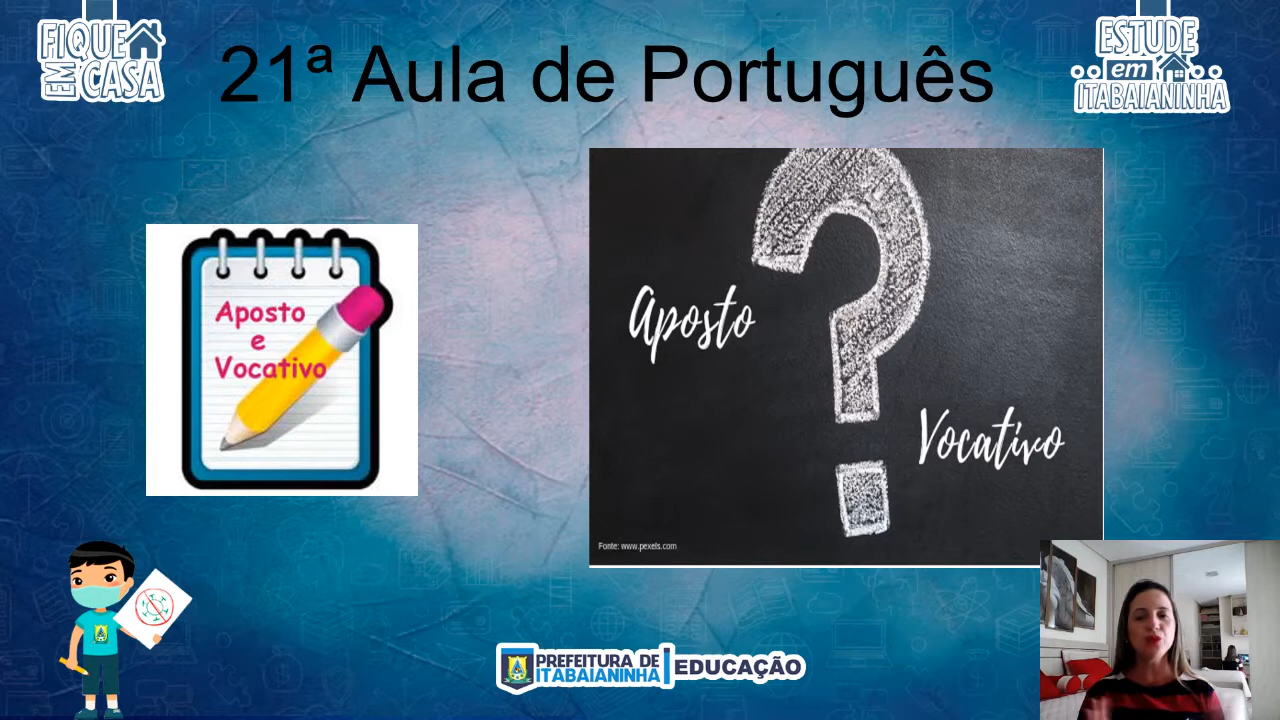 FIQUE
EM
CASA
21ª Aula de Português
ESTUDE
em
ITABAIANINHA
Aposto
e
Vocativo
Aposto
Vocativo
Fonte: www.pexels.com
PREFEITURA DE
ITABAIANINHA
EDUCAÇÃO